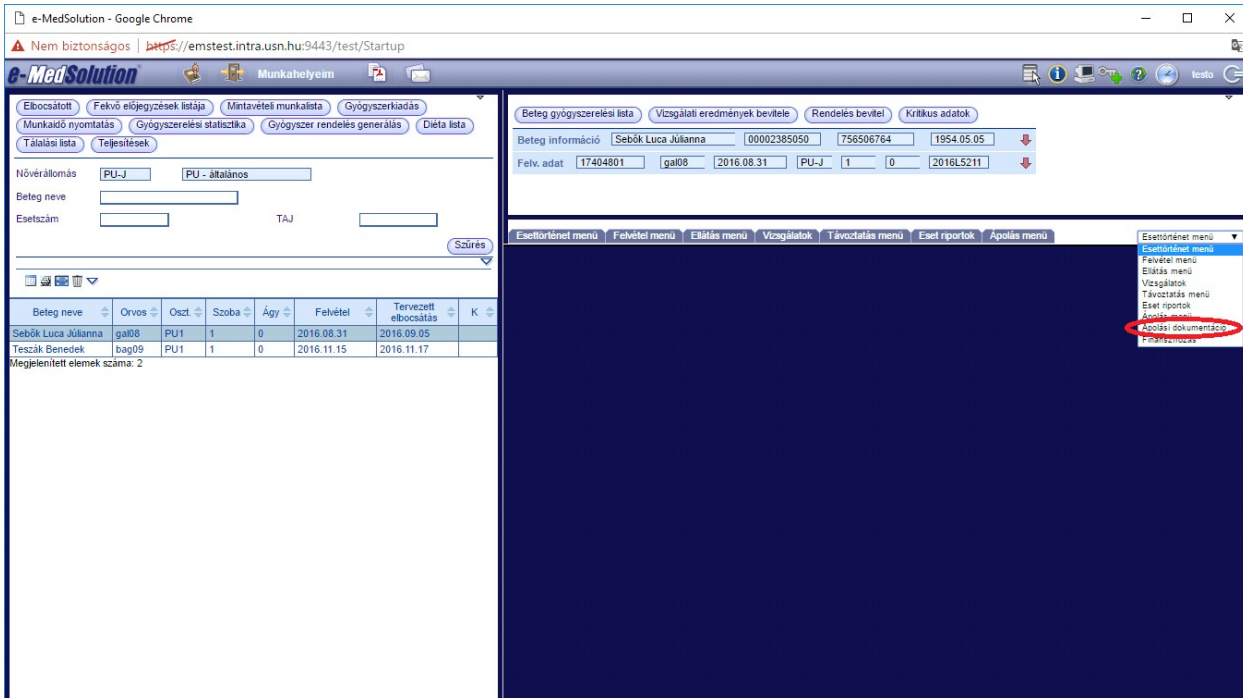 e-MedSolution - Google Chrome
Nem biztonságos | https://emstest.intra.usn.hu:9443/test/Startup
e-MedSolution Munkahelyeim testo
Elbocsátott Fekvő előjegyzések listája Mintavételi munkalista Gyógyszerkiadás
Munkaidő nyomtatás Gyógyszerelési statisztika Gyógyszer rendelés generálás Diéta lista
Tálalási lista Teljesítések
Nővérállomás PU-J PU - általános
Beteg neve
Esetszám TAJ
Szűrés
Beteg neve Orvos Oszt. Szoba Ágy Felvétel Tervezett elbocsátás K
Sebők Luca Júlianna gal08 PU1 1 0 2016.08.31 2016.09.05
Teszák Benedek bag09 PU1 1 0 2016.11.15 2016.11.17
Megjelenített elemek száma: 2
Beteg gyógyszerelési lista Vizsgálati eredmények bevitele Rendelés bevitel Kritikus adatok
Beteg információ Sebők Luca Júlianna 00002385050 756506764 1954.05.05
Felv. adat 17404801 gal08 2016.08.31 PU-J 1 0 2016L5211
Esettörténet menü Felvétel menü Ellátás menü Vizsgálatok Távoztatás menü Eset riportok Ápolás menü
Esettörténet menü
Esettörténet menü
Felvétel menü
Ellátás menü
Vizsgálatok
Távoztatás menü
Eset riportok
Ápolás menü
Ápolási dokumentáció
Finanszírozás